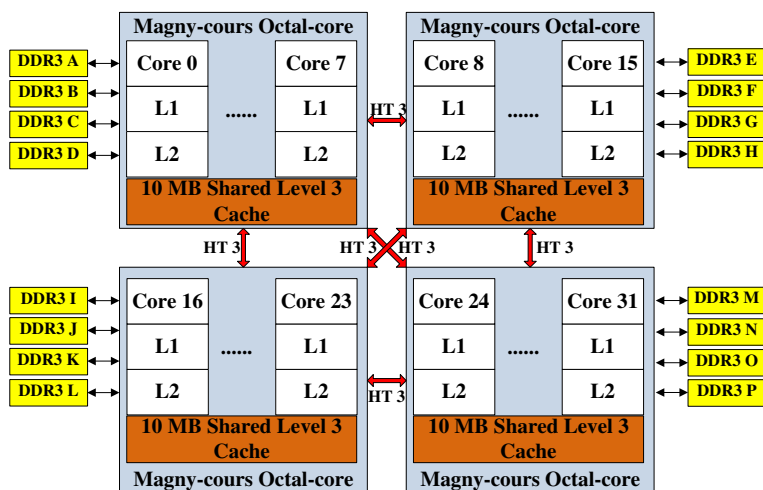 Magny-cours Octal-core
DDR3 A
DDR3 B
DDR3 C
DDR3 D
Core 0
L1
L2
......
Core 7
L1
L2
10 MB Shared Level 3
Cache
HT 3
Magny-cours Octal-core
Core 8
L1
L2
......
Core 15
L1
L2
10 MB Shared Level 3
Cache
DDR3 E
DDR3 F
DDR3 G
DDR3 H
HT 3
HT 3
HT 3
HT 3
DDR3 I
DDR3 J
DDR3 K
DDR3 L
Core 16
L1
L2
......
Core 23
L1
L2
10 MB Shared Level 3
Cache
Magny-cours Octal-core
HT 3
Core 24
L1
L2
......
Core 31
L1
L2
10 MB Shared Level 3
Cache
Magny-cours Octal-core
DDR3 M
DDR3 N
DDR3 O
DDR3 P